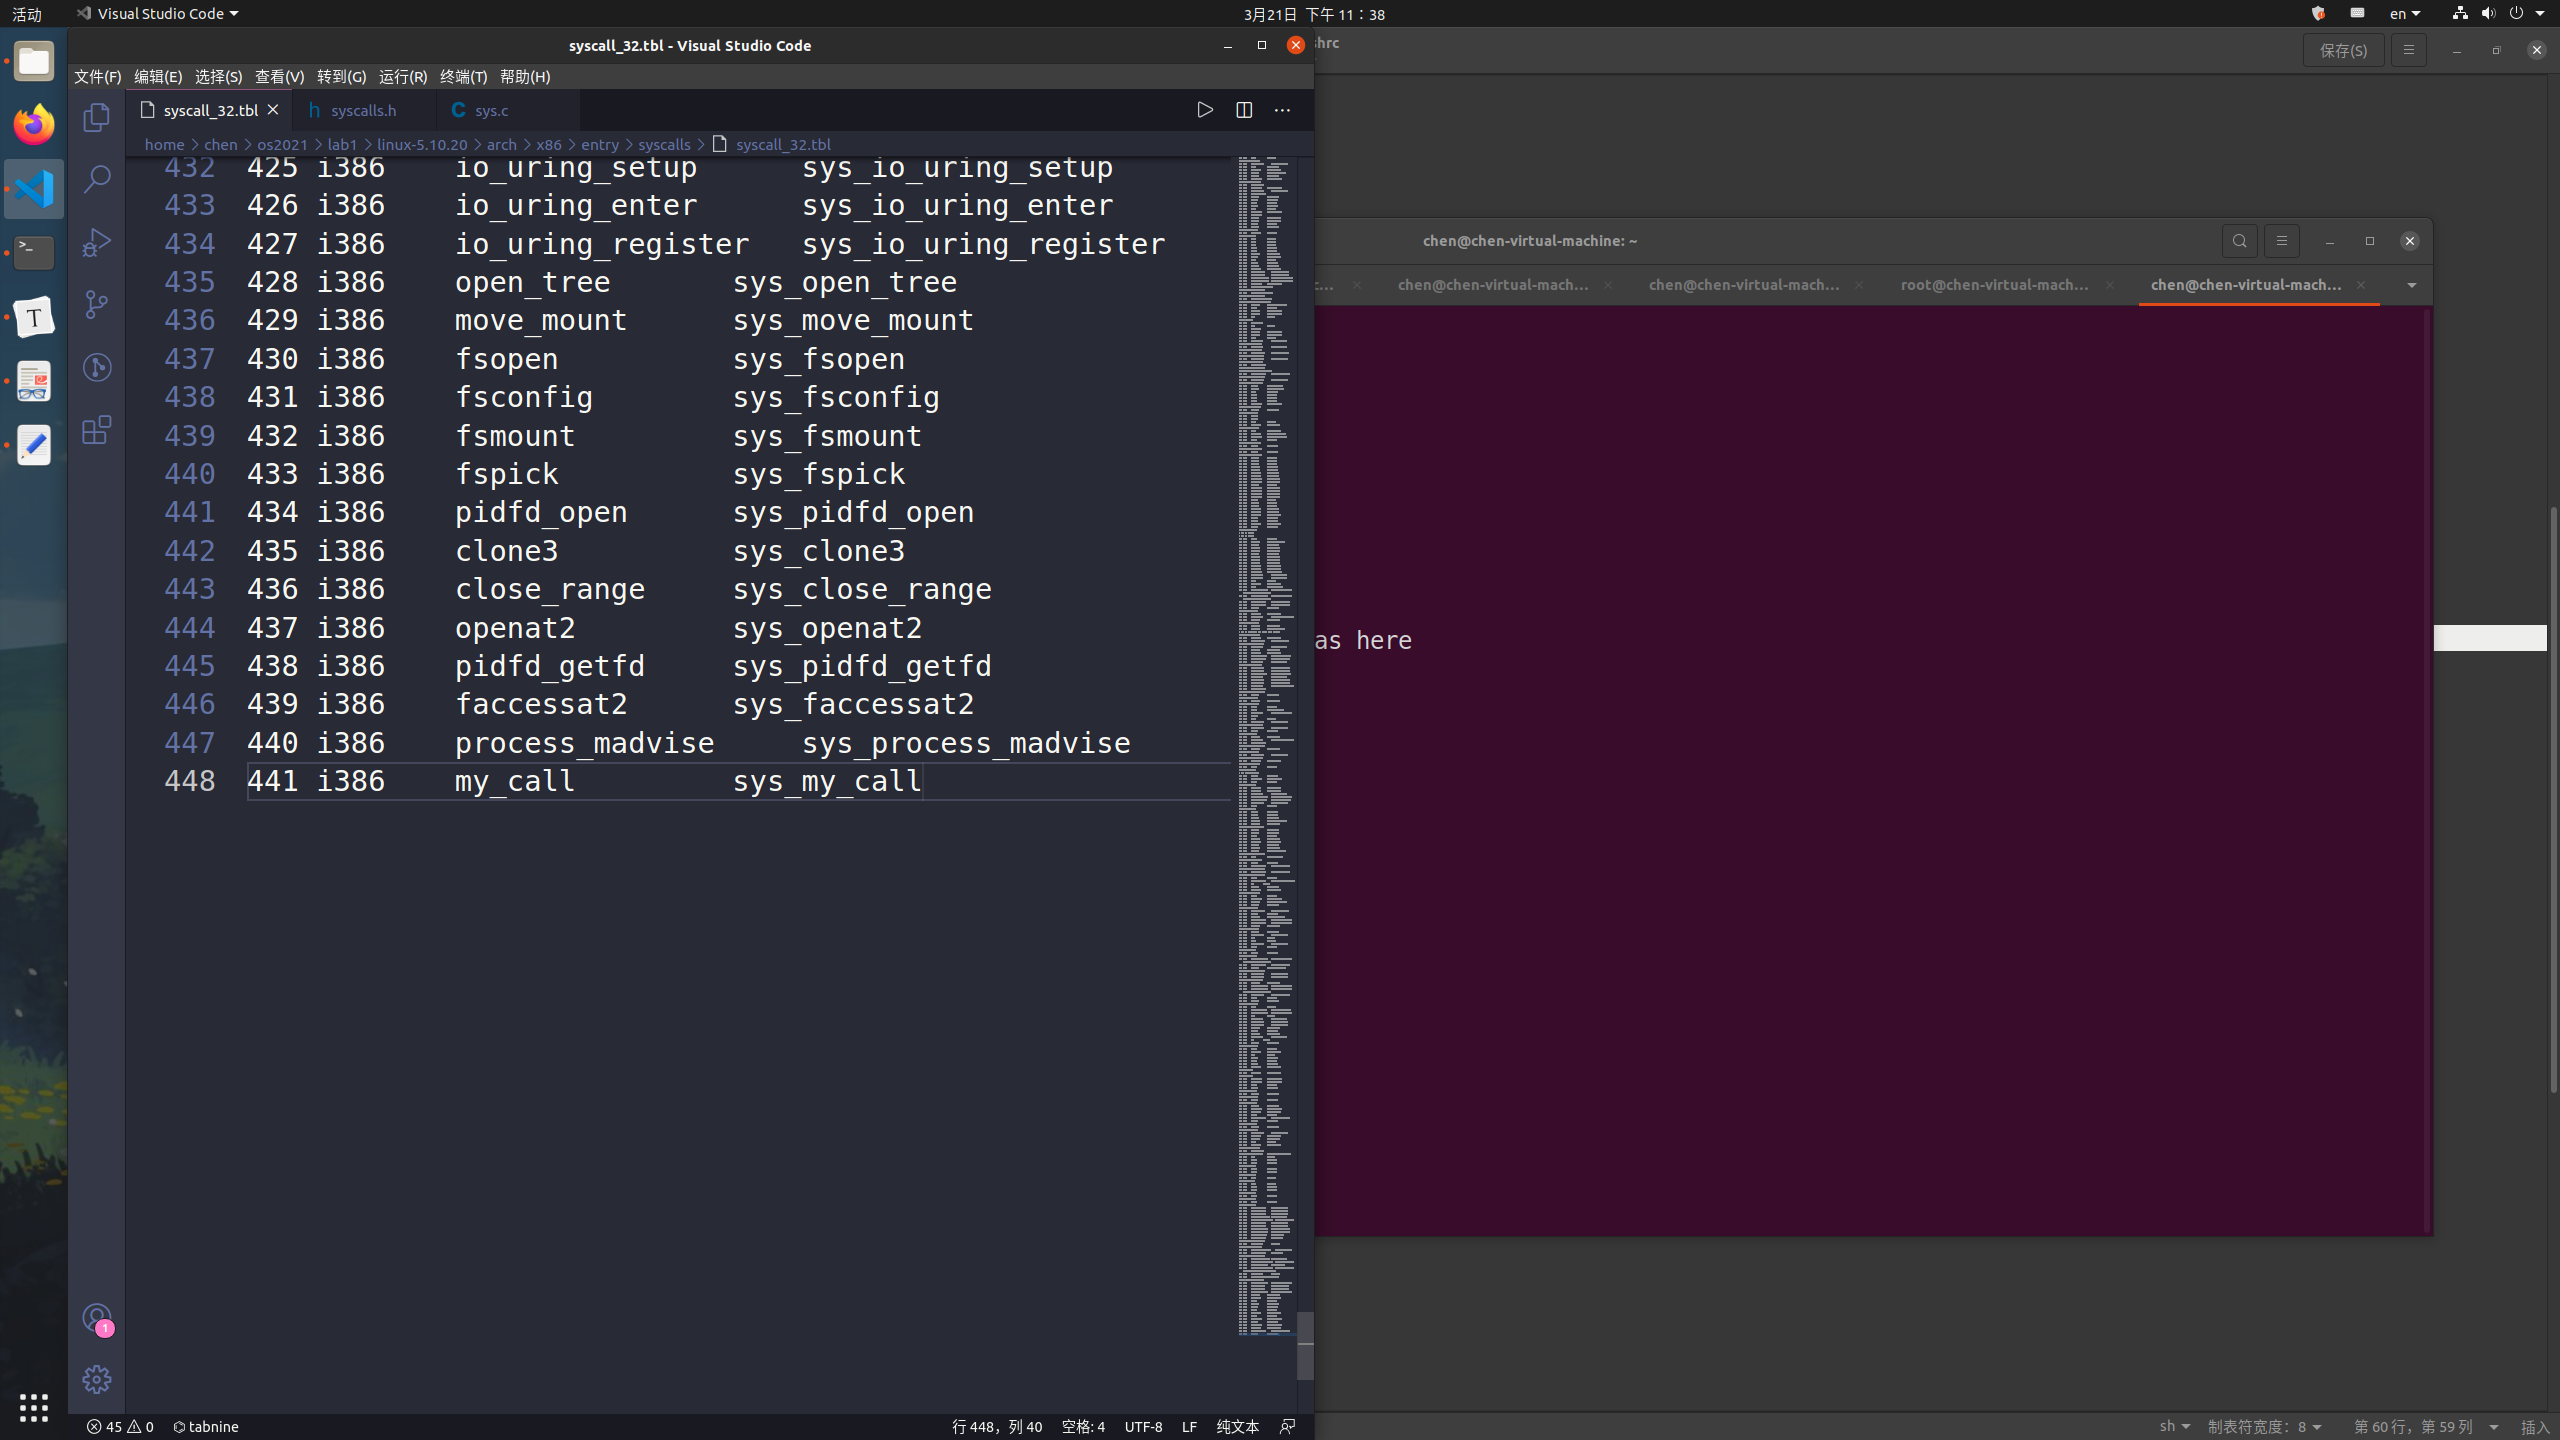 活动 Visual Studio Code 3月21日 下午 11：38 en
syscall_32.tbl - Visual Studio Code
文件(F) 编辑(E) 选择(S) 查看(V) 转到(G) 运行(R) 终端(T) 帮助(H)
syscall_32.tbl syscalls.h C sys.c
home > chen > os2021 > lab1 > linux-5.10.20 > arch > x86 > entry > syscalls > syscall_32.tbl
432 425 i386 io_uring_setup sys_io_uring_setup
433 426 i386 io_uring_enter sys_io_uring_enter
434 427 i386 io_uring_register sys_io_uring_register
435 428 i386 open_tree sys_open_tree
436 429 i386 move_mount sys_move_mount
437 430 i386 fsopen sys_fsopen
438 431 i386 fsconfig sys_fsconfig
439 432 i386 fsmount sys_fsmount
440 433 i386 fspick sys_fspick
441 434 i386 pidfd_open sys_pidfd_open
442 435 i386 clone3 sys_clone3
443 436 i386 close_range sys_close_range
444 437 i386 openat2 sys_openat2
445 438 i386 pidfd_getfd sys_pidfd_getfd
446 439 i386 faccessat2 sys_faccessat2
447 440 i386 process_madvise sys_process_madvise
448 441 i386 my_call sys_my_call
1
45 0 tabnine 行 448，列 40 空格: 4 UTF-8 LF 纯文本
hrc 保存(S)
chen@chen-virtual-machine: ~
c... chen@chen-virtual-mach... chen@chen-virtual-mach... root@chen-virtual-mach... chen@chen-virtual-mach...
as here
sh 制表符宽度：8 第 60 行，第 59 列 插入